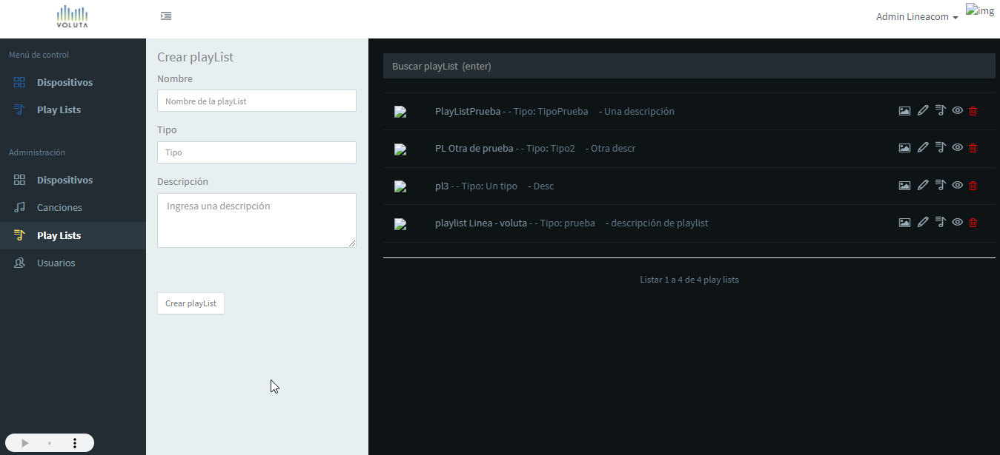 VOLUTA
Admin Lineacom
img
Menú de control
Dispositivos
Play Lists
Administración
Dispositivos
Canciones
Play Lists
Usuarios
Crear playList
Nombre
Nombre de la playList
Tipo
Tipo
Descripción
Ingresa una descripción
Crear playList
Buscar playList (enter)
PlayListPrueba - - Tipo: TipoPrueba - Una descripción
PL Otra de prueba - - Tipo: Tipo2 - Otra descr
pl3 - - Tipo: Un tipo - Desc
playlist Linea - voluta - - Tipo: prueba - descripción de playlist
Listar 1 a 4 de 4 play lists